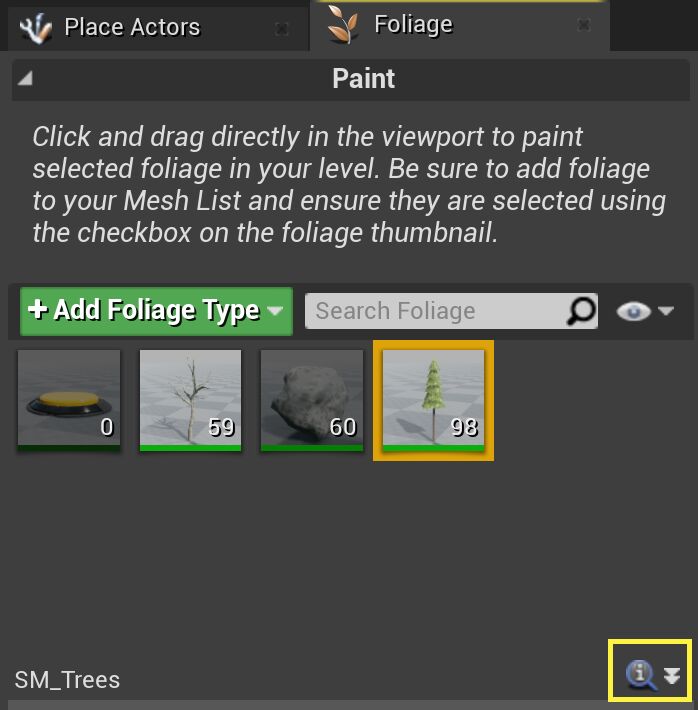 Place Actors
Foliage
Paint
Click and drag directly in the viewport to paint
selected foliage in your level. Be sure to add foliage
to your Mesh List and ensure they are selected using
the checkbox on the foliage thumbnail.
+ Add Foliage Type
Search Foliage
0
59
60
98
SM_Trees